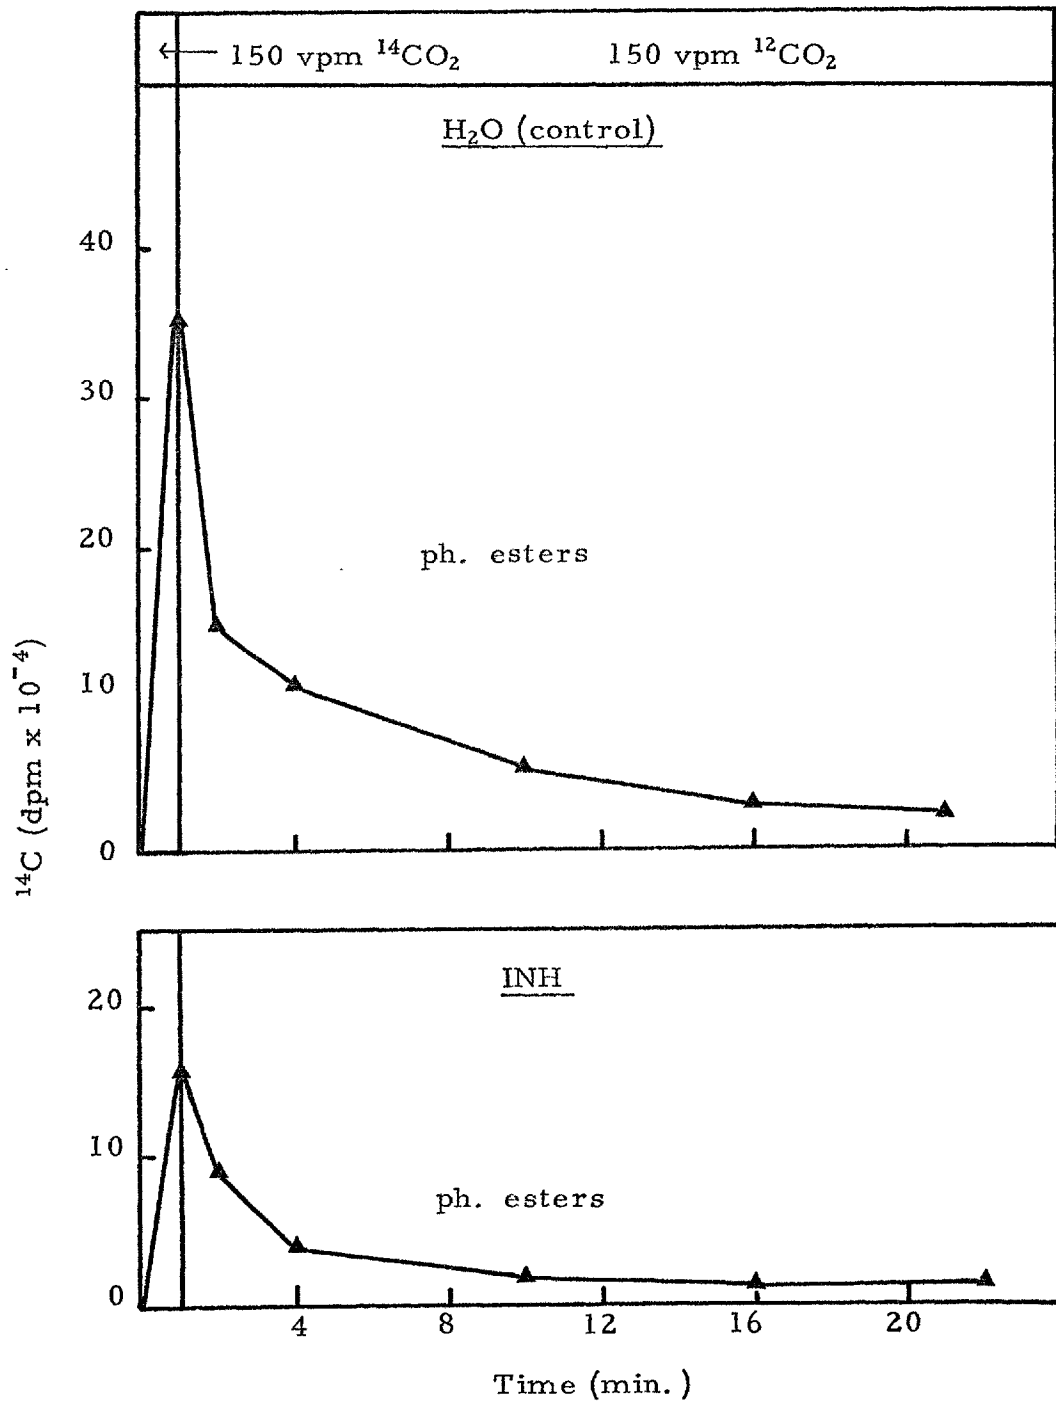 ← 150 vpm ¹⁴CO₂ 150 vpm ¹²CO₂
H₂O (control)
40
30
20
10
0
ph. esters
¹⁴C (dpm x 10⁻⁴)
INH
20
10
0
ph. esters
4 8 12 16 20
Time (min.)